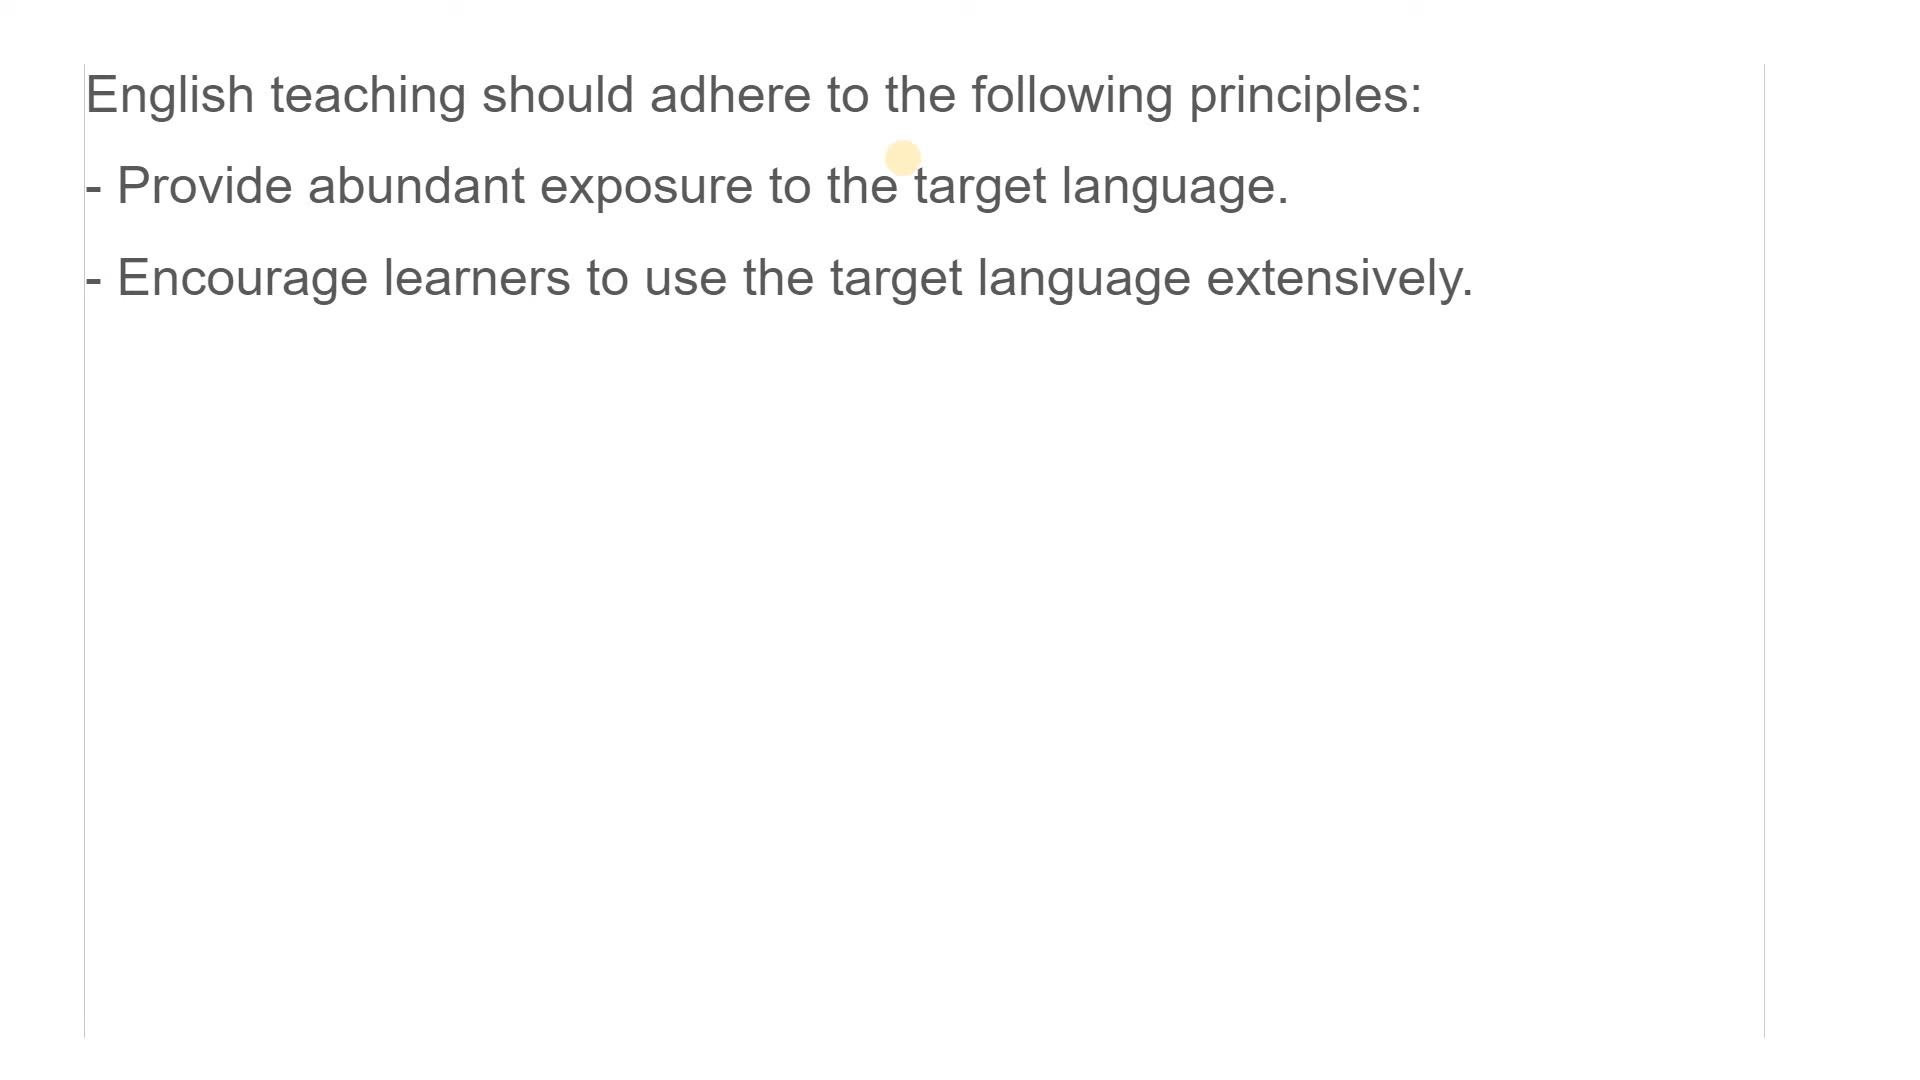 English teaching should adhere to the following principles:
- Provide abundant exposure to the target language.
- Encourage learners to use the target language extensively.